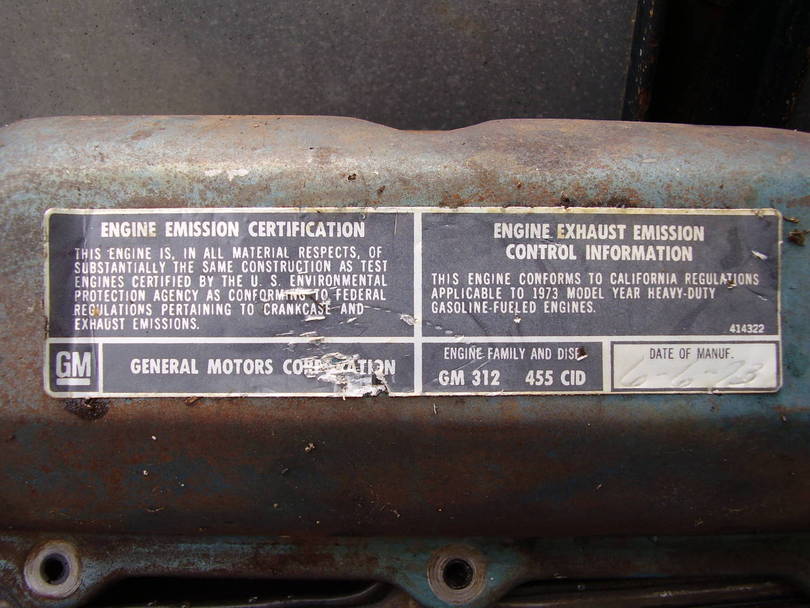 ENGINE EMISSION CERTIFICATION
THIS ENGINE IS, IN ALL MATERIAL RESPECTS, OF
SUBSTANTIALLY THE SAME CONSTRUCTION AS TEST
ENGINES CERTIFIED BY THE U. S. ENVIRONMENTAL
PROTECTION AGENCY AS CONFORMING TO FEDERAL
REGULATIONS PERTAINING TO CRANKCASE AND
EXHAUST EMISSIONS.
GM
GENERAL MOTORS CORPORATION
ENGINE EXHAUST EMISSION
CONTROL INFORMATION
THIS ENGINE CONFORMS TO CALIFORNIA REGULATIONS
APPLICABLE TO 1973 MODEL YEAR HEAVY-DUTY
GASOLINE-FUELED ENGINES.
414322
ENGINE FAMILY AND DISP.
GM 312 455 CID
DATE OF MANUF.
6-6-73